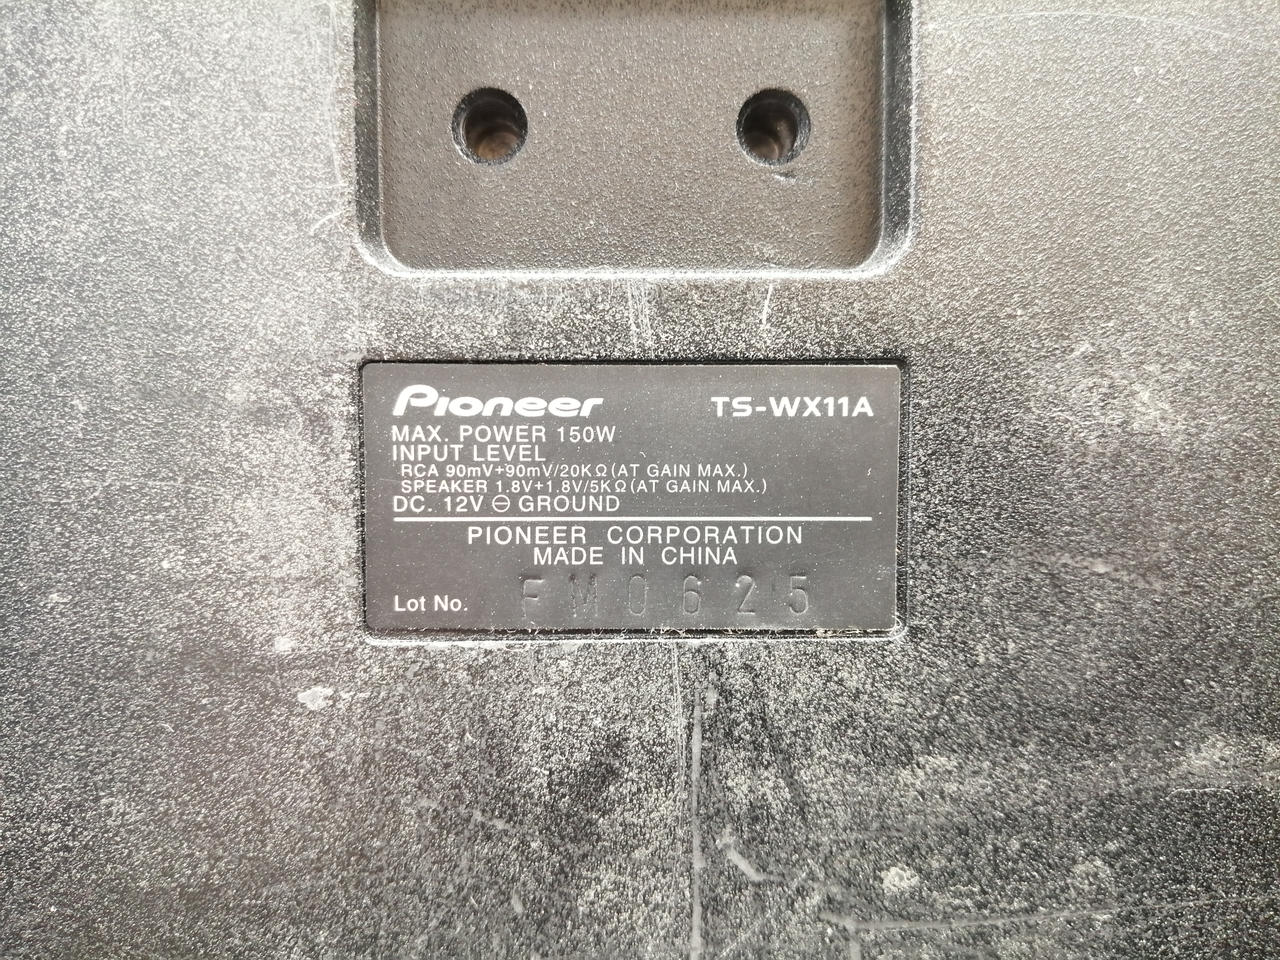 Pioneer TS-WX11A
MAX. POWER 150W
INPUT LEVEL
RCA 90mV+90mV/20KΩ(AT GAIN MAX.)
SPEAKER 1.8V+1.8V/5KΩ(AT GAIN MAX.)
DC. 12V ⊖ GROUND
PIONEER CORPORATION
MADE IN CHINA
Lot No. FM0625